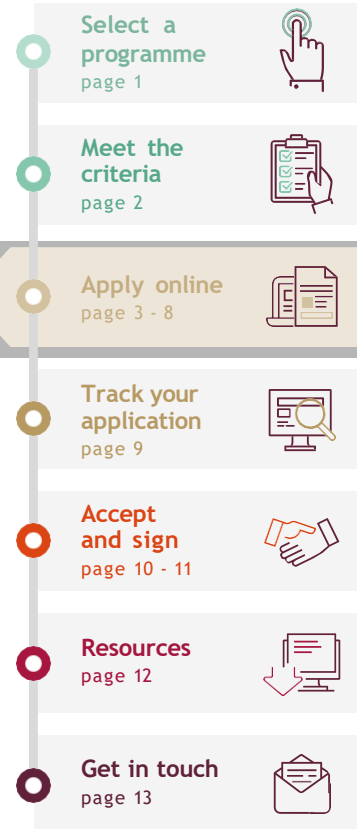 Select a
programme
page 1
Meet the
criteria
page 2
Apply online
page 3 - 8
Track your
application
page 9
Accept
and sign
page 10 - 11
Resources
page 12
Get in touch
page 13